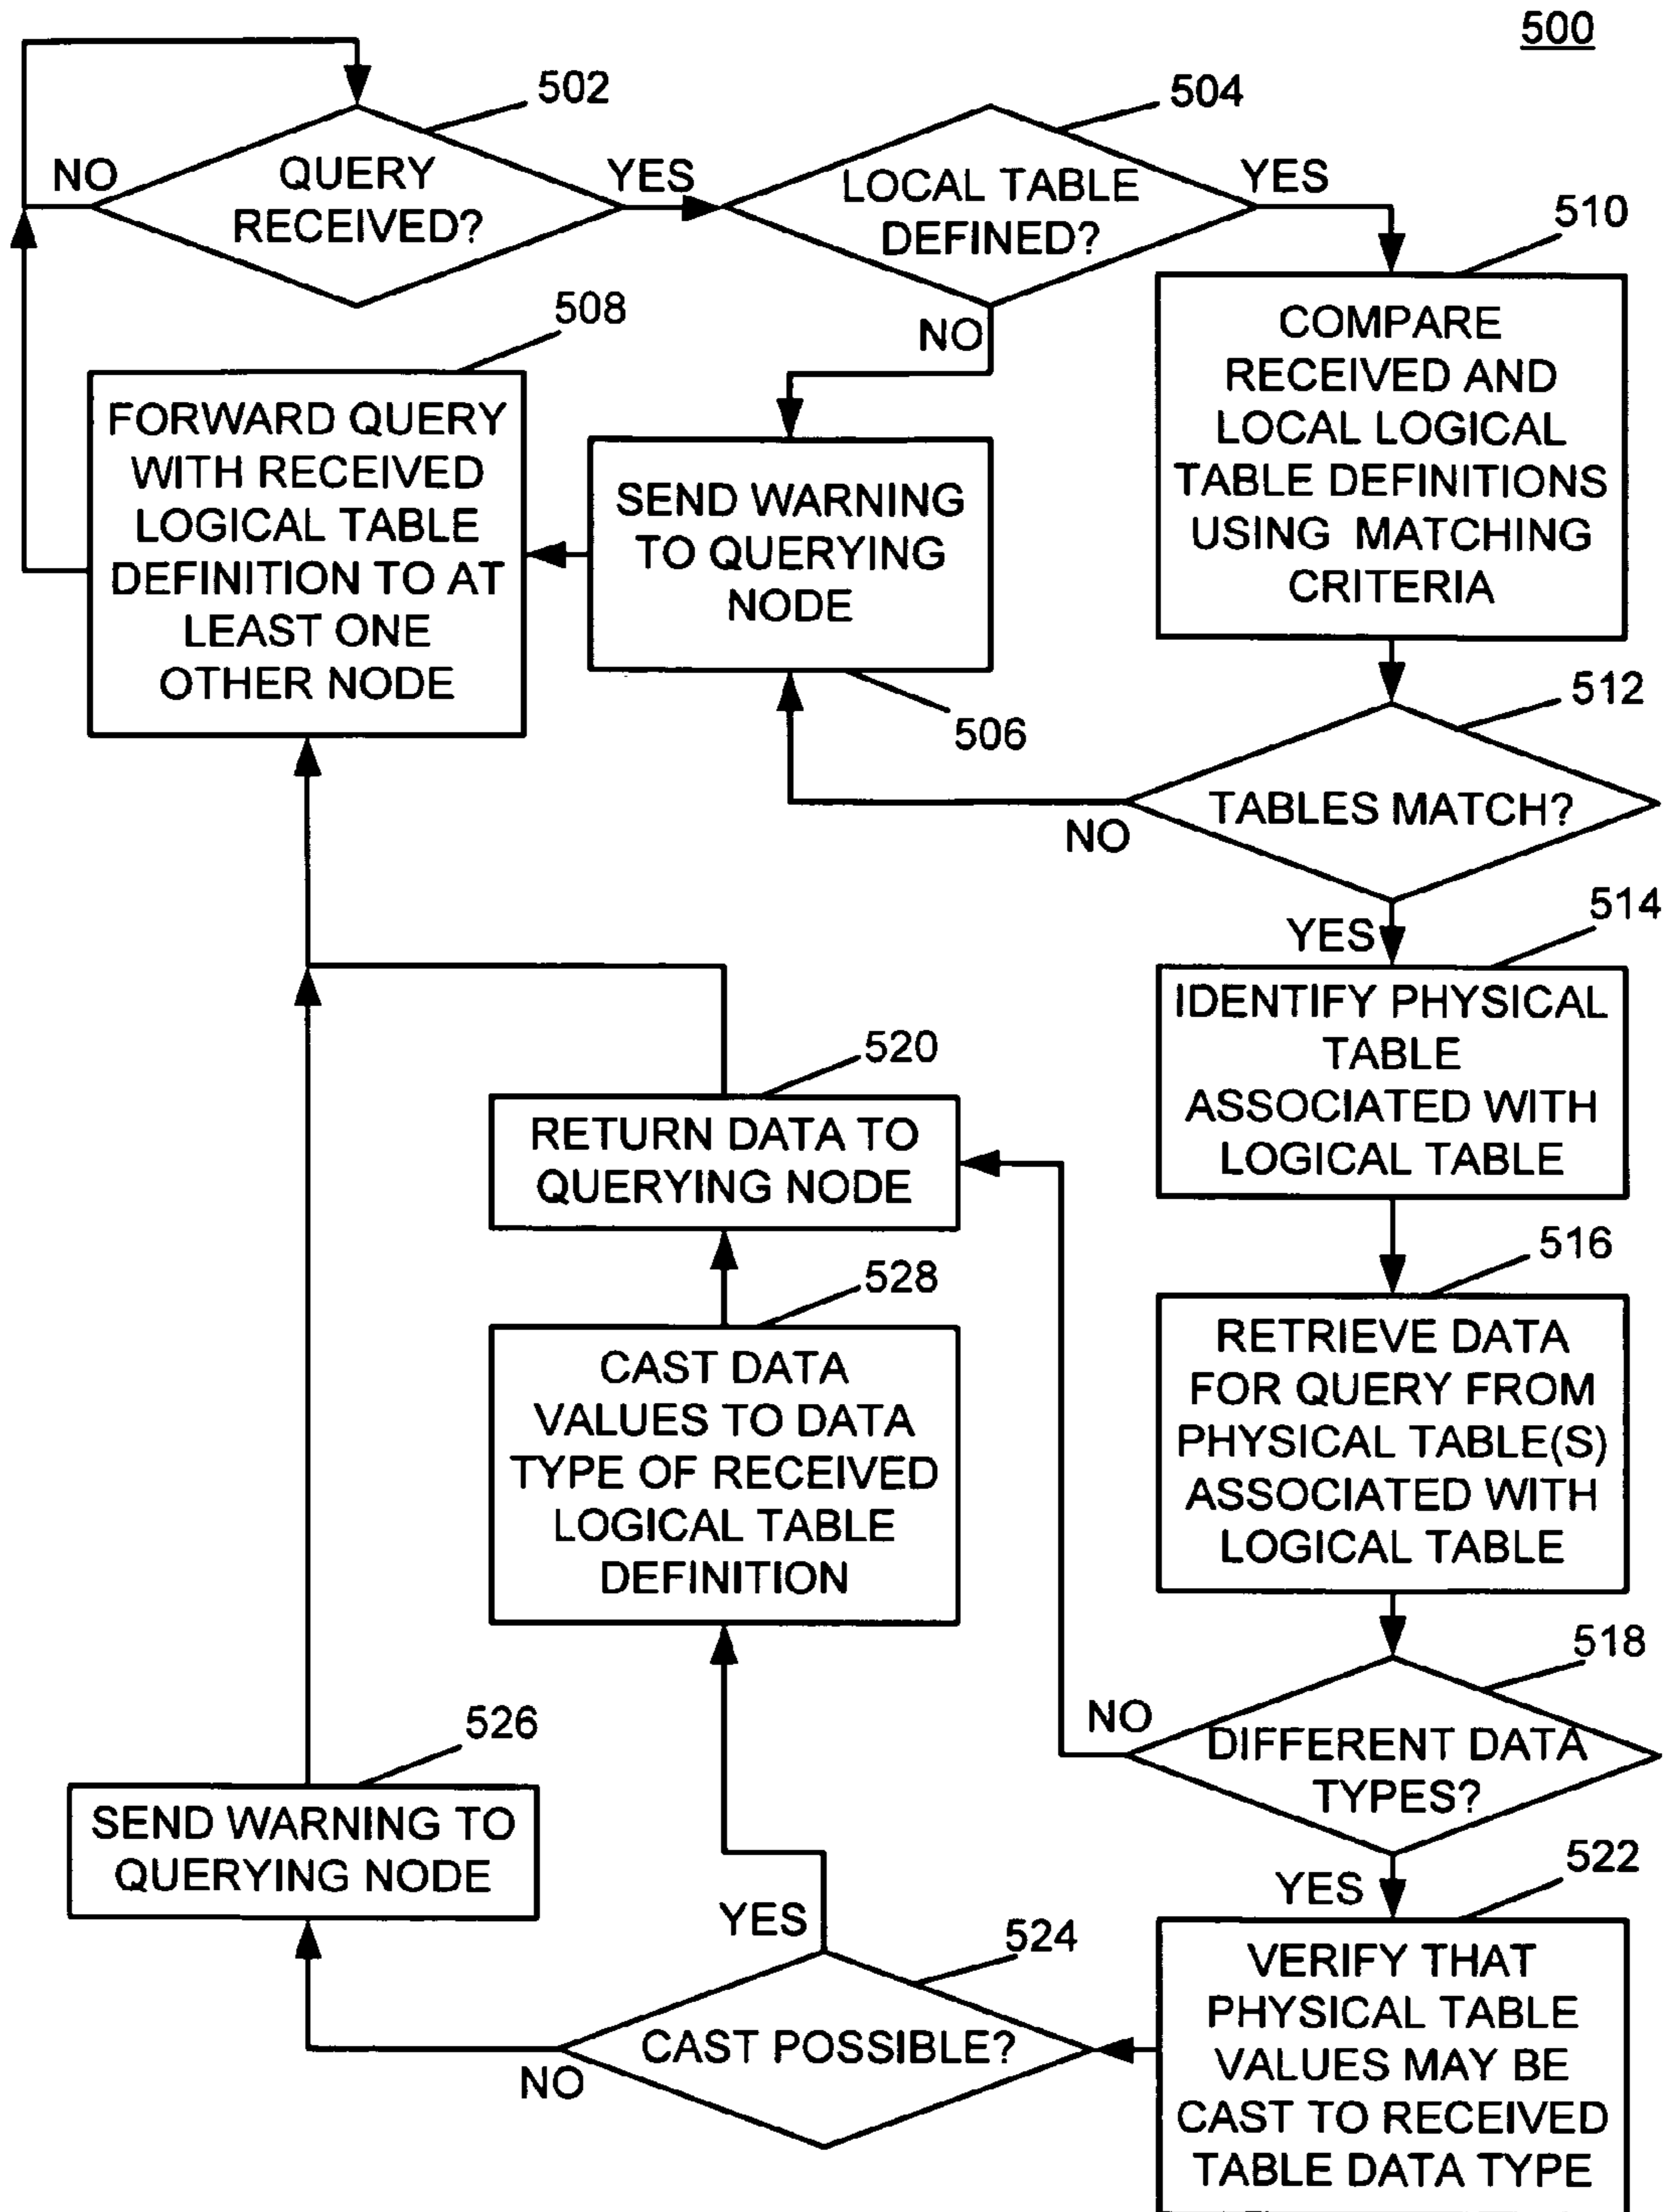 500
502
QUERY
RECEIVED?
NO
YES
504
LOCAL TABLE
DEFINED?
YES
NO
510
COMPARE
RECEIVED AND
LOCAL LOGICAL
TABLE DEFINITIONS
USING MATCHING
CRITERIA
508
FORWARD QUERY
WITH RECEIVED
LOGICAL TABLE
DEFINITION TO AT
LEAST ONE
OTHER NODE
SEND WARNING
TO QUERYING
NODE
506
512
TABLES MATCH?
NO
YES
514
IDENTIFY PHYSICAL
TABLE
ASSOCIATED WITH
LOGICAL TABLE
520
RETURN DATA TO
QUERYING NODE
516
RETRIEVE DATA
FOR QUERY FROM
PHYSICAL TABLE(S)
ASSOCIATED WITH
LOGICAL TABLE
528
CAST DATA
VALUES TO DATA
TYPE OF RECEIVED
LOGICAL TABLE
DEFINITION
518
DIFFERENT DATA
TYPES?
NO
YES
526
SEND WARNING TO
QUERYING NODE
522
VERIFY THAT
PHYSICAL TABLE
VALUES MAY BE
CAST TO RECEIVED
TABLE DATA TYPE
524
CAST POSSIBLE?
YES
NO